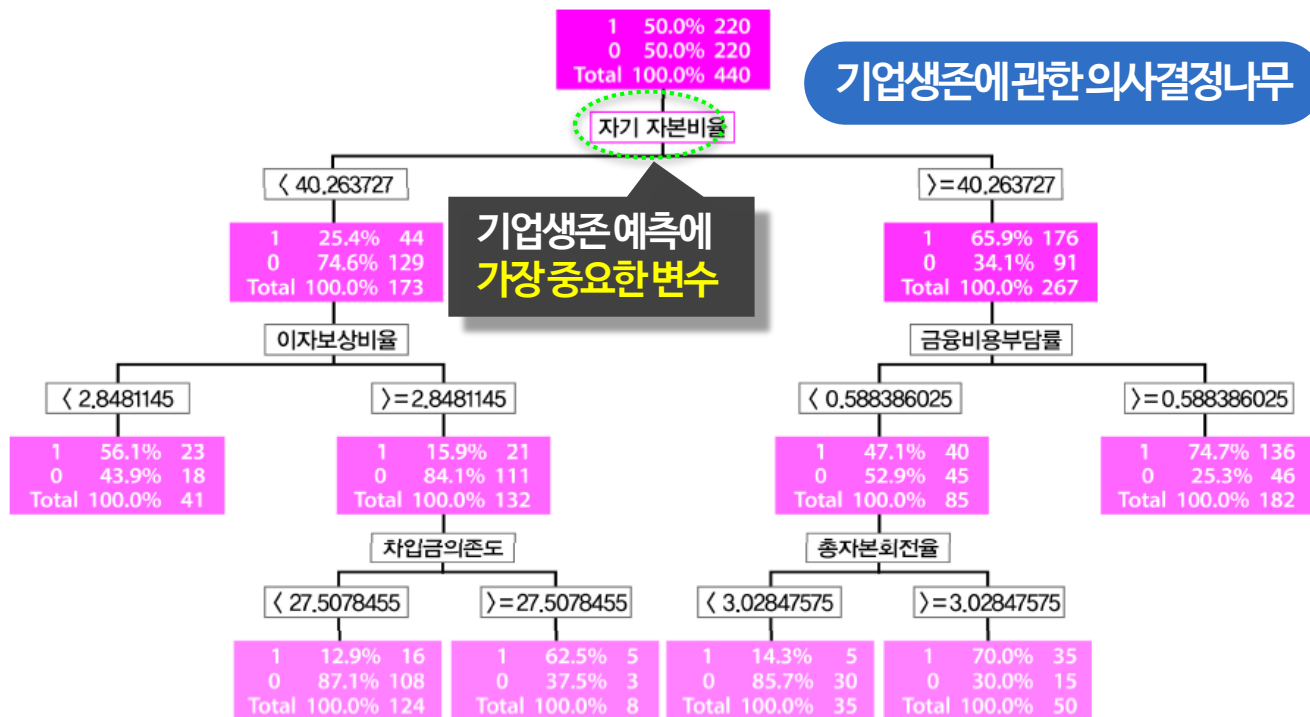 1 50.0% 220
0 50.0% 220
Total 100.0% 440
기업생존에 관한 의사결정나무
자기 자본비율
< 40.263727
>=40.263727
기업생존 예측에
가장 중요한 변수
1 25.4% 44
0 74.6% 129
Total 100.0% 173
1 65.9% 176
0 34.1% 91
Total 100.0% 267
이자보상비율
금융비용부담률
< 2.8481145
>=2.8481145
< 0.588386025
>=0.588386025
1 56.1% 23
0 43.9% 18
Total 100.0% 41
1 15.9% 21
0 84.1% 111
Total 100.0% 132
1 47.1% 40
0 52.9% 45
Total 100.0% 85
1 74.7% 136
0 25.3% 46
Total 100.0% 182
차입금의존도
총자본회전율
< 27.5078455
>=27.5078455
< 3.02847575
>=3.02847575
1 12.9% 16
0 87.1% 108
Total 100.0% 124
1 62.5% 5
0 37.5% 3
Total 100.0% 8
1 14.3% 5
0 85.7% 30
Total 100.0% 35
1 70.0% 35
0 30.0% 15
Total 100.0% 50